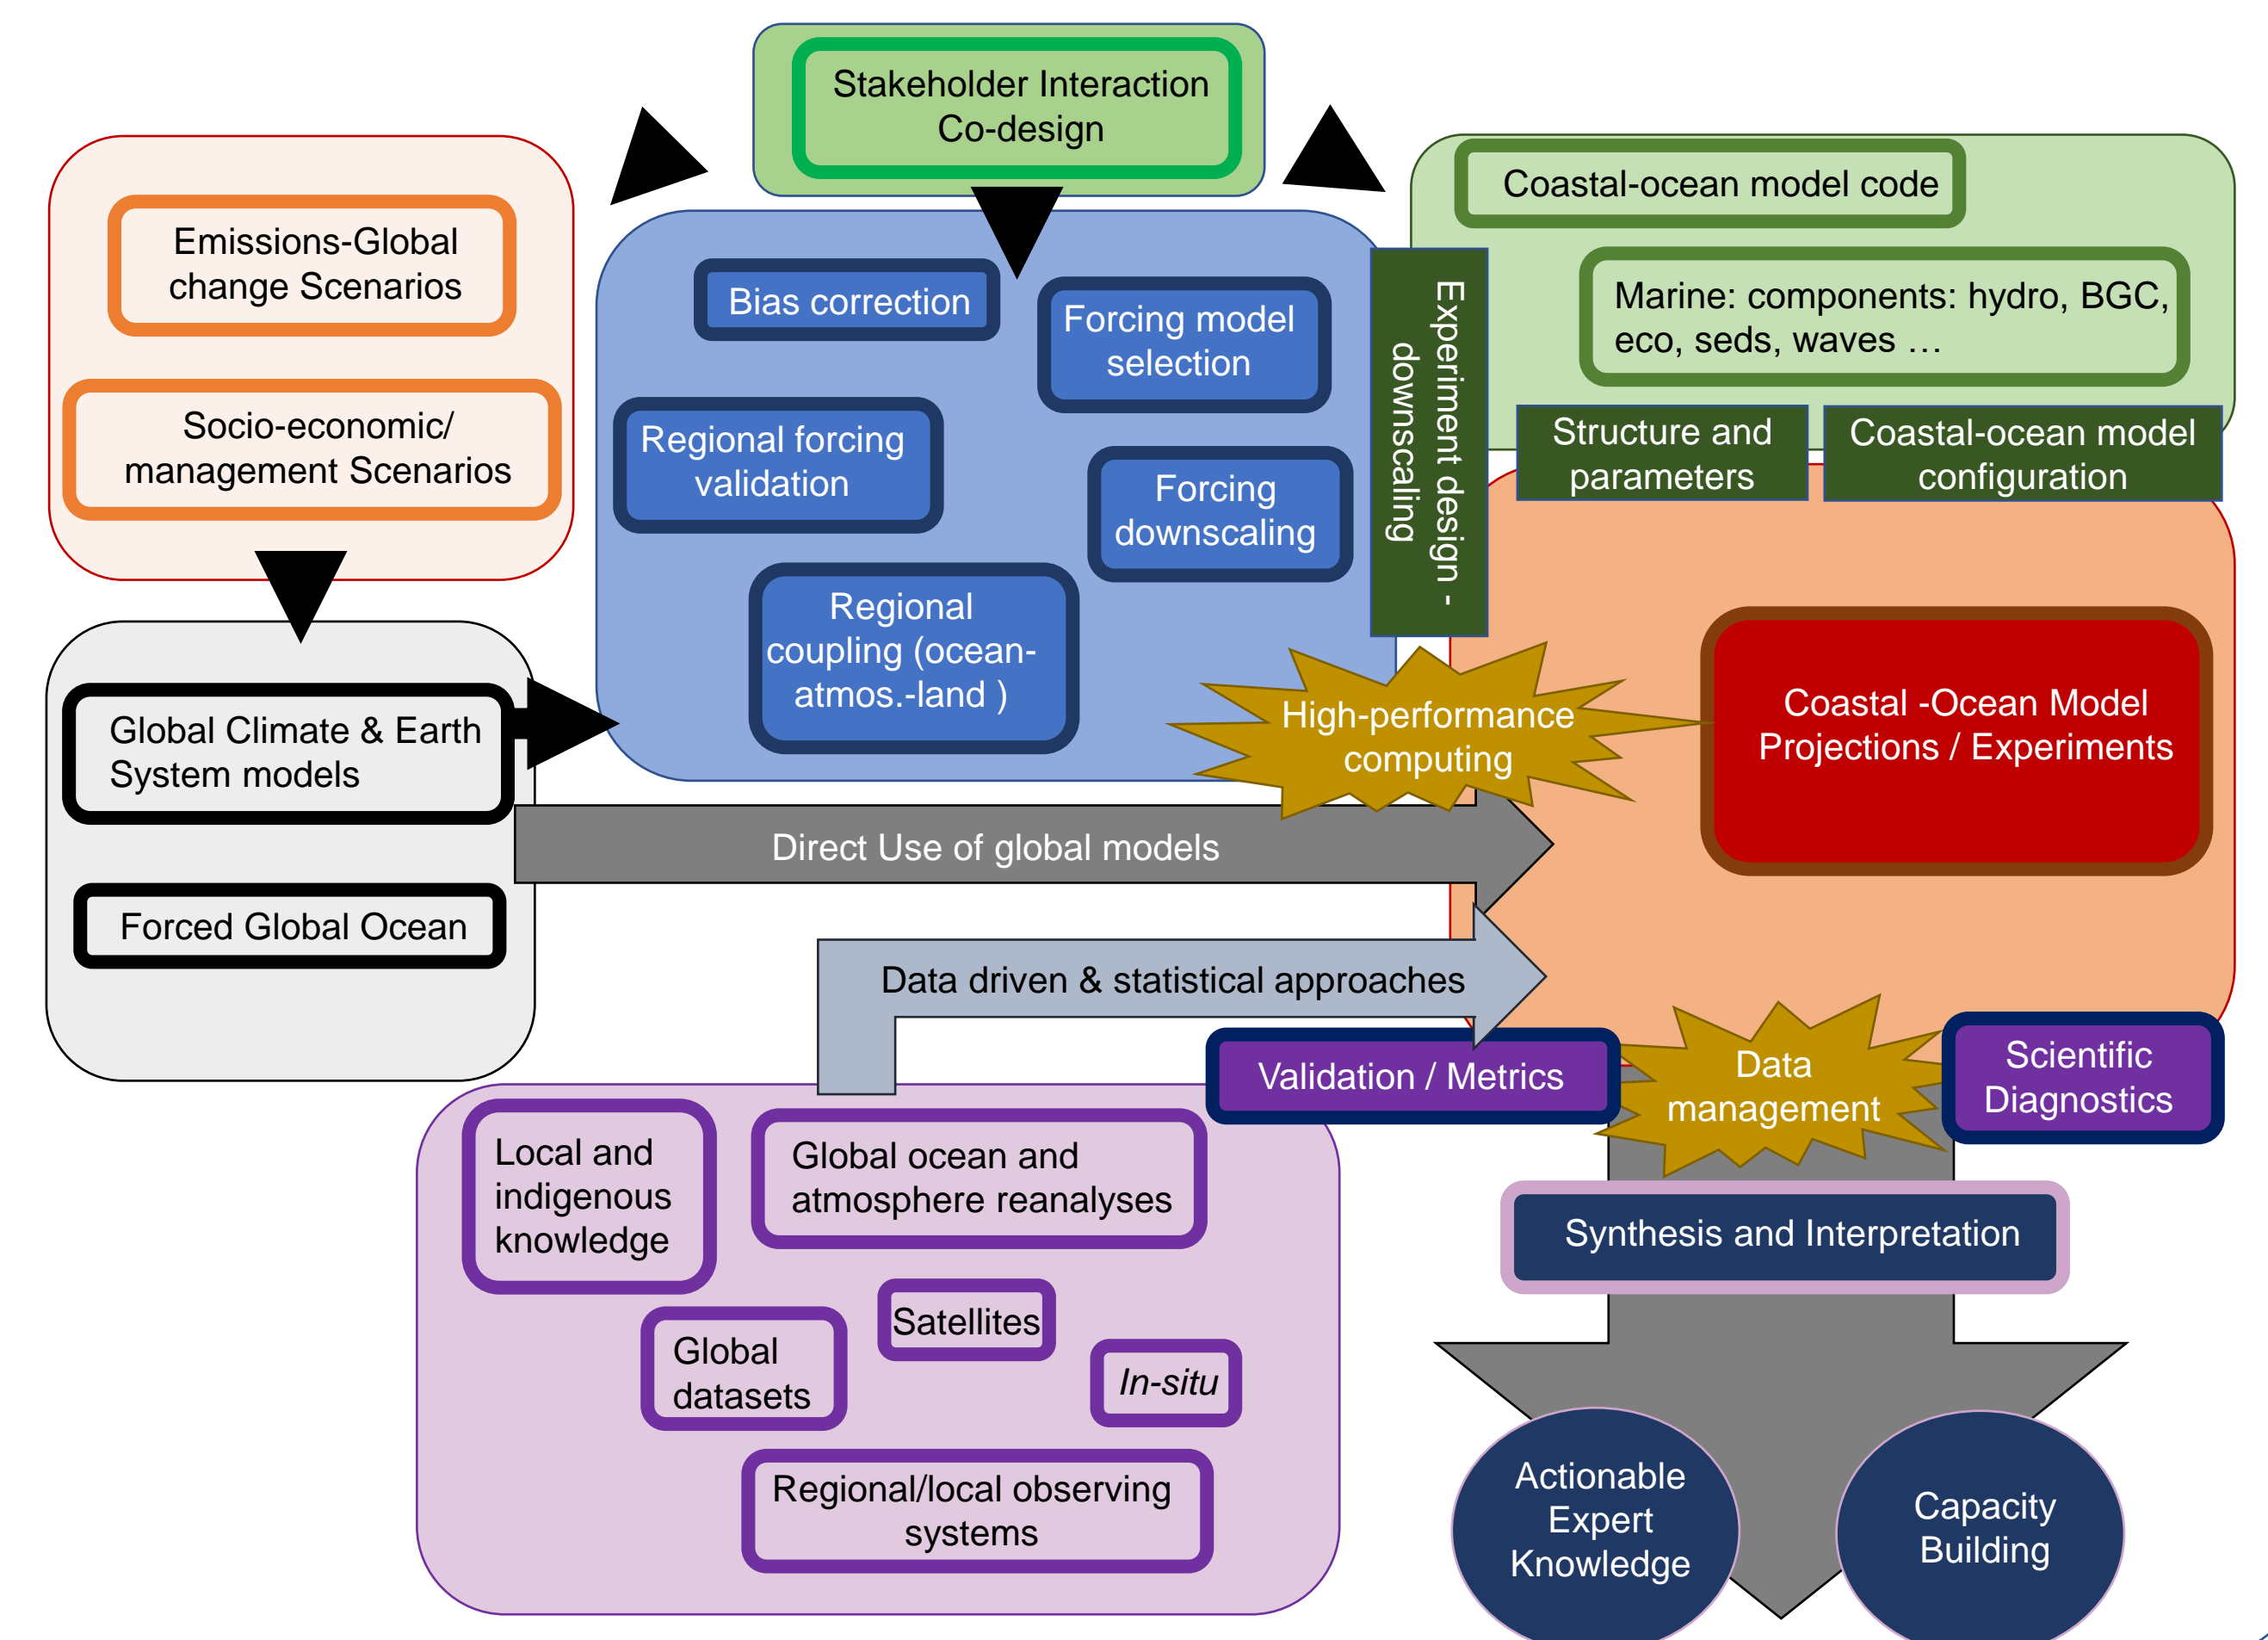 Stakeholder Interaction
Co-design
Emissions-Global
change Scenarios
Socio-economic/
management Scenarios
Global Climate & Earth
System models
Forced Global Ocean
Bias correction
Forcing model
selection
Regional forcing
validation
Forcing
downscaling
Regional
coupling (ocean-
atmos.-land )
Experiment design -
downscaling
Coastal-ocean model code
Marine: components: hydro, BGC,
eco, seds, waves …
Structure and
parameters
Coastal-ocean model
configuration
High-performance
computing
Coastal -Ocean Model
Projections / Experiments
Direct Use of global models
Data driven & statistical approaches
Validation / Metrics
Data
management
Scientific
Diagnostics
Local and
indigenous
knowledge
Global ocean and
atmosphere reanalyses
Satellites
Global
datasets
In-situ
Regional/local observing
systems
Synthesis and Interpretation
Actionable
Expert
Knowledge
Capacity
Building